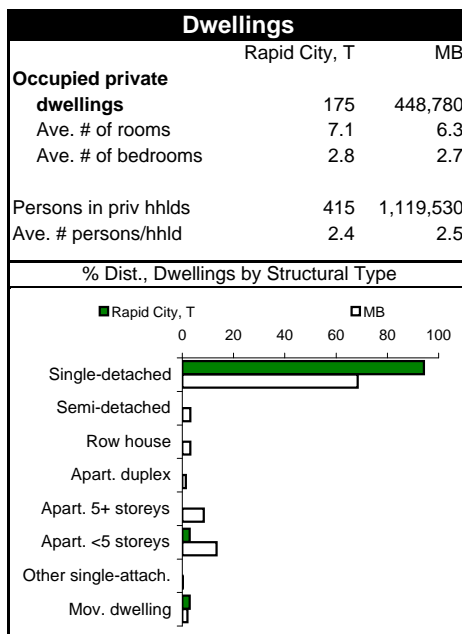 Dwellings
Rapid City, T MB
Occupied private
dwellings 175 448,780
Ave. # of rooms 7.1 6.3
Ave. # of bedrooms 2.8 2.7
Persons in priv hhlds 415 1,119,530
Ave. # persons/hhld 2.4 2.5
% Dist., Dwellings by Structural Type
Rapid City, T MB
0 20 40 60 80 100
Single-detached
Semi-detached
Row house
Apart. duplex
Apart. 5+ storeys
Apart. <5 storeys
Other single-attach.
Mov. dwelling